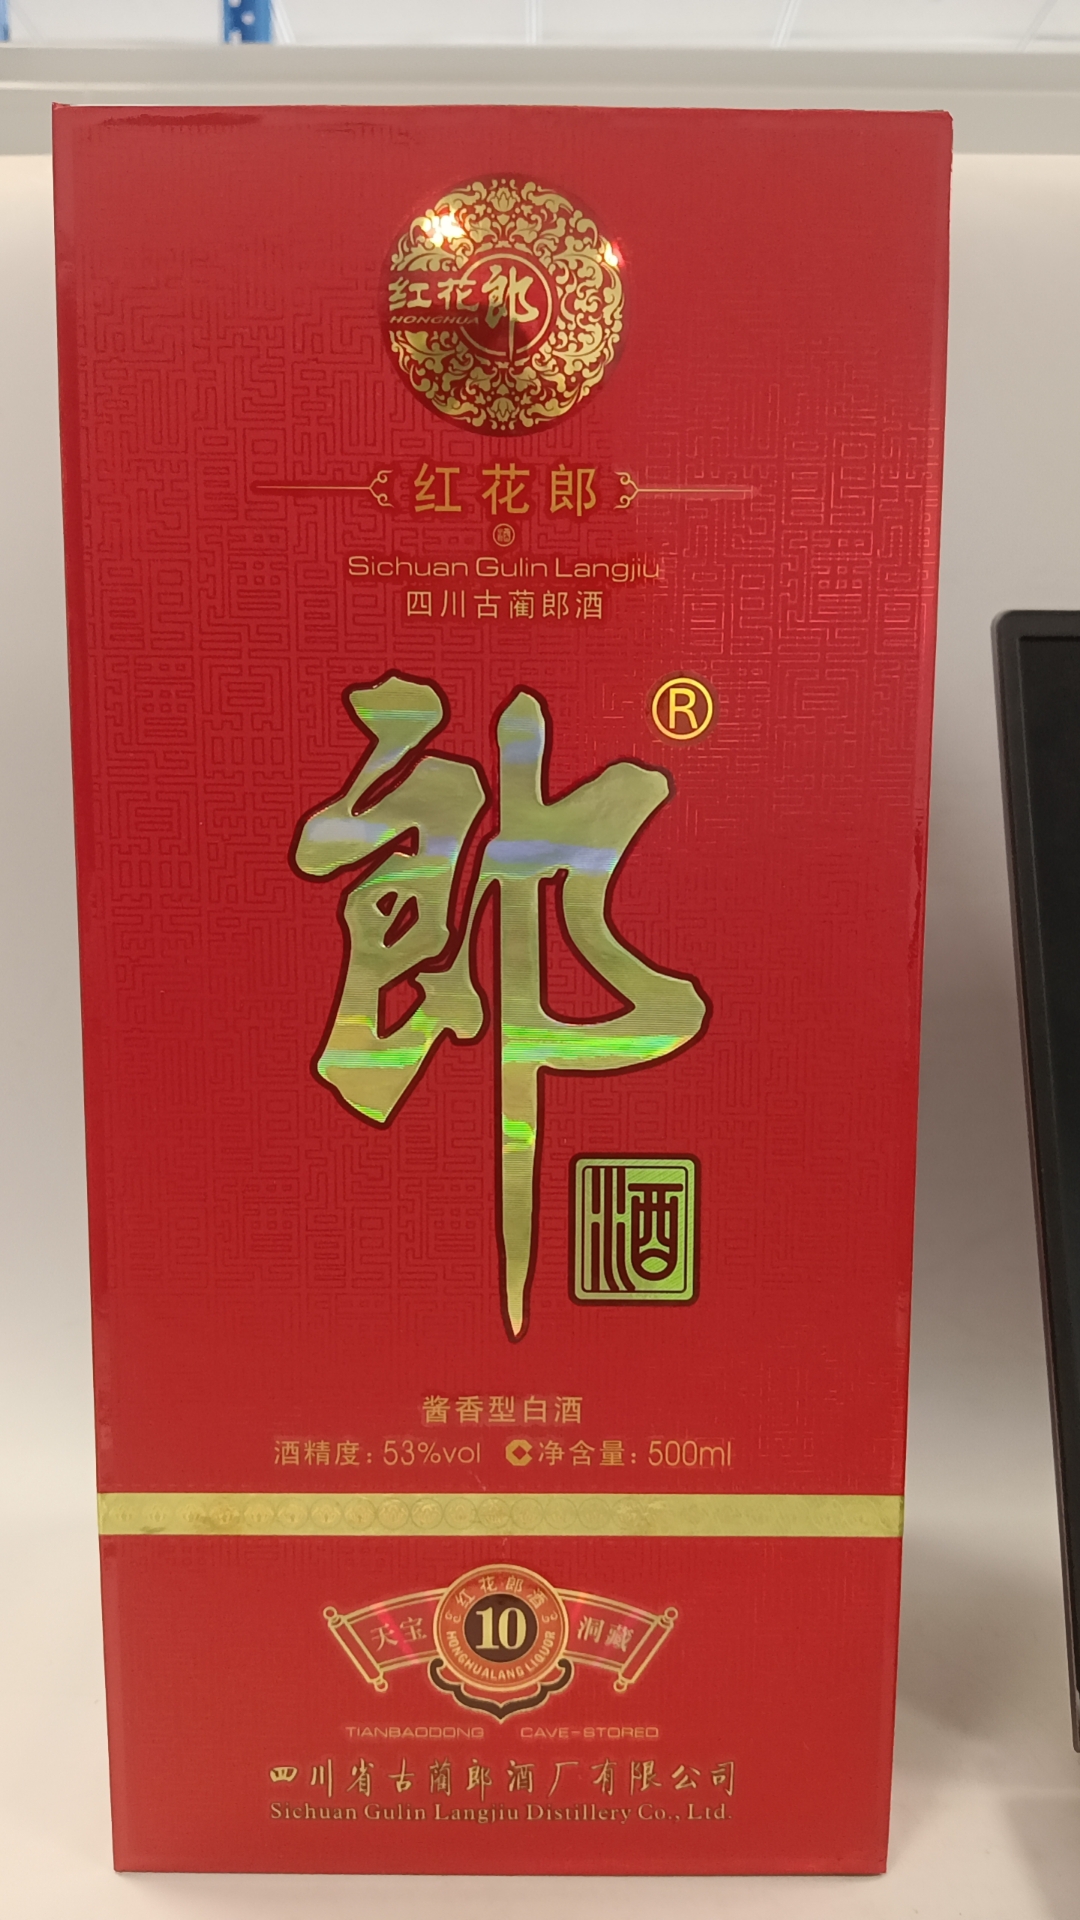 红花郎
HONGHUA
红花郎
Sichuan Gulin Langjiu
四川古蔺郎酒
郎®
酒
酱香型白酒
酒精度：53%vol 净含量：500ml
红花郎酒
天宝 10 洞藏
HONGHUALANG LIQUOR
TIANBAODONG CAVE-STORED
四川省古蔺郎酒厂有限公司
Sichuan Gulin Langjiu Distillery Co., Ltd.